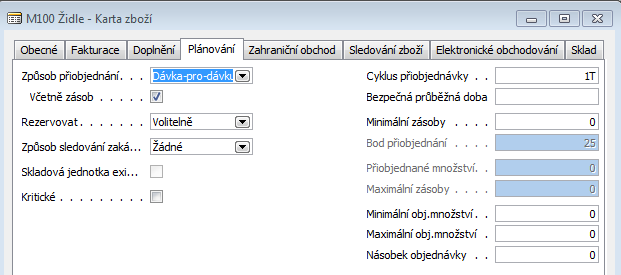 M100 Židle - Karta zboží
Obecné Fakturace Doplnění Plánování Zahraniční obchod Sledování zboží Elektronické obchodování Sklad
Způsob přiobjednání. . . Dávka-pro-dávku
Včetně zásob . . . . .
Rezervovat . . . . . . . Volitelně
Způsob sledování zaká... Žádné
Skladová jednotka exi...
Kritické . . . . . . . . .
Cyklus přiobjednávky . . 1T
Bezpečná průběžná doba
Minimální zásoby . . . . 0
Bod přiobjednání . . . . 25
Přiobjednané množství . 0
Maximální zásoby . . . . 0
Minimální obj.množství . . 0
Maximální obj.množství . 0
Násobek objednávky . . 0